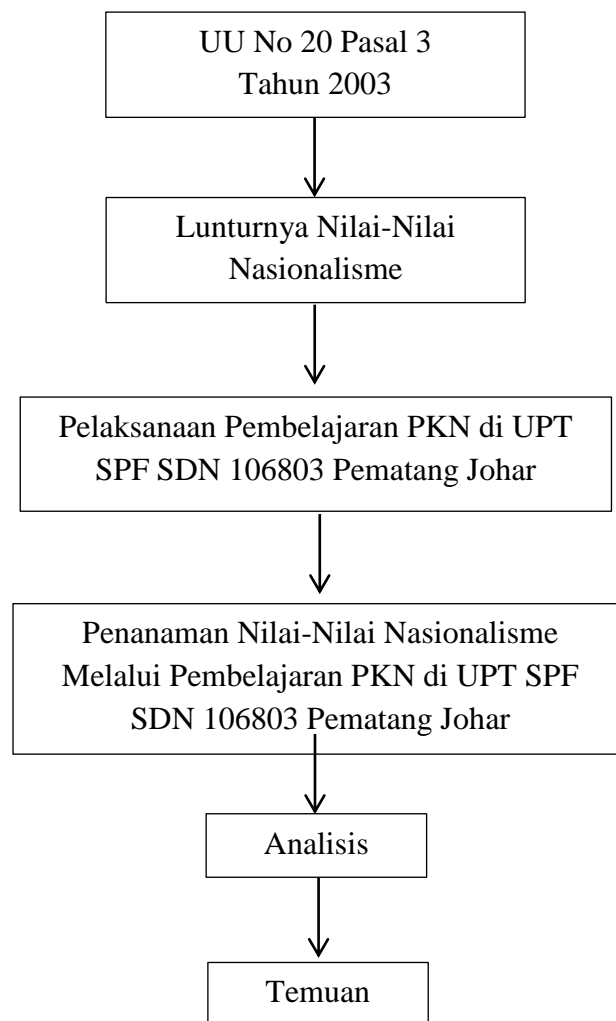 UU No 20 Pasal 3
Tahun 2003
Lunturnya Nilai-Nilai
Nasionalisme
Pelaksanaan Pembelajaran PKN di UPT
SPF SDN 106803 Pematang Johar
Penanaman Nilai-Nilai Nasionalisme
Melalui Pembelajaran PKN di UPT SPF
SDN 106803 Pematang Johar
Analisis
Temuan